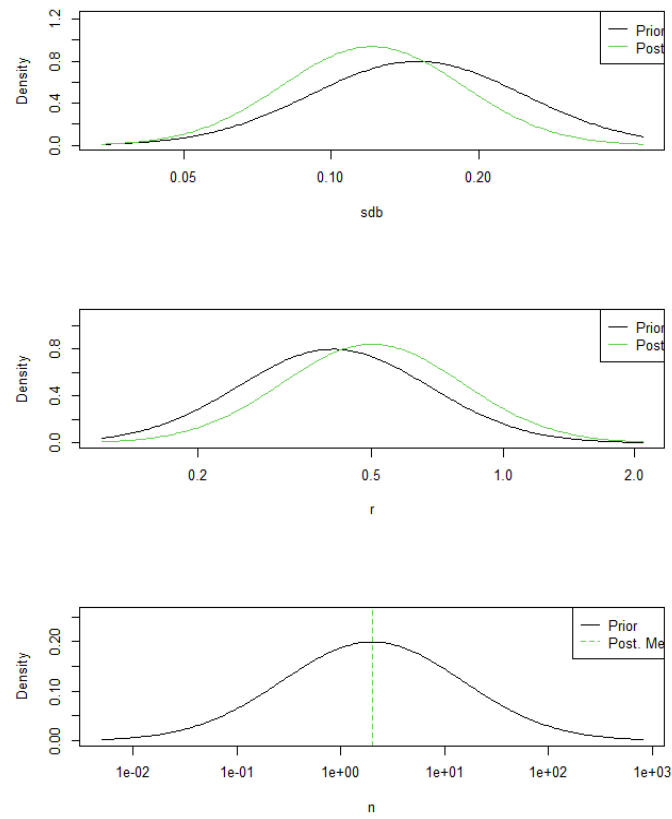 Density
0.0 0.4 0.8 1.2
Prior
Post
0.05 0.10 0.20
sdb
Density
0.0 0.4 0.8
Prior
Post
0.2 0.5 1.0 2.0
r
Density
0.00 0.10 0.20
Prior
Post. Me
1e-02 1e-01 1e+00 1e+01 1e+02 1e+03
n